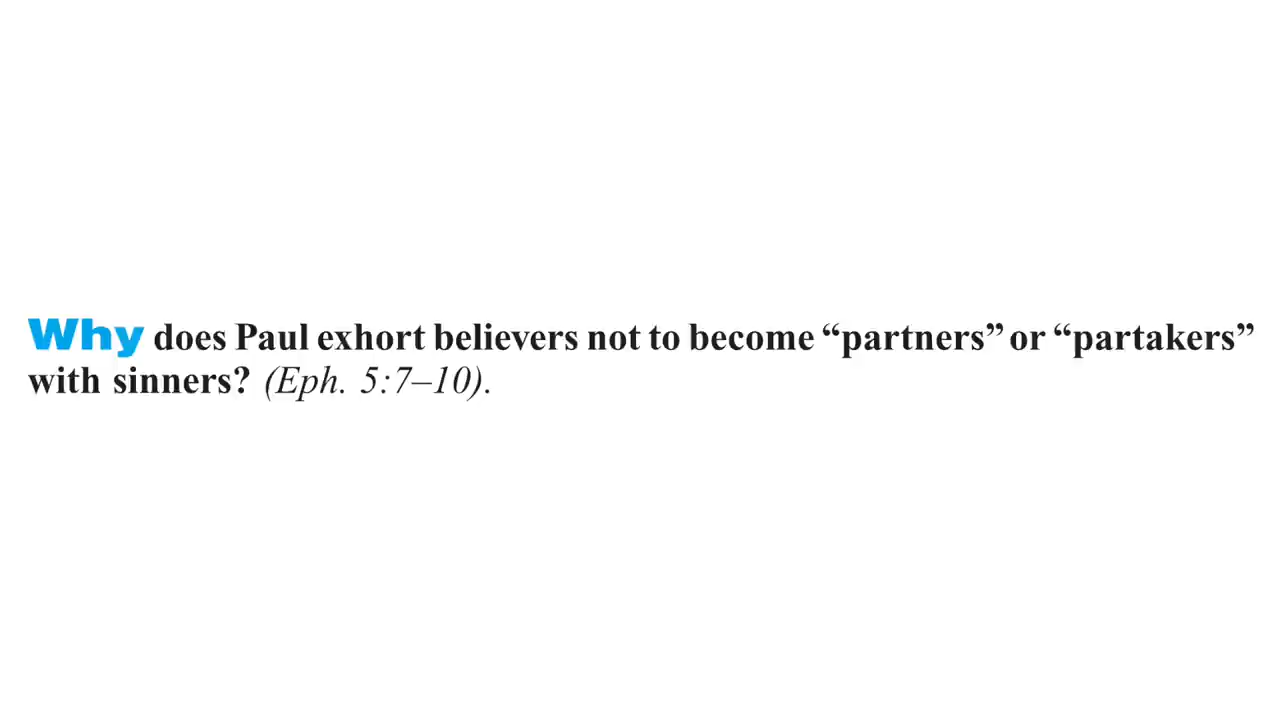 Why does Paul exhort believers not to become “partners” or “partakers”
with sinners? (Eph. 5:7–10).